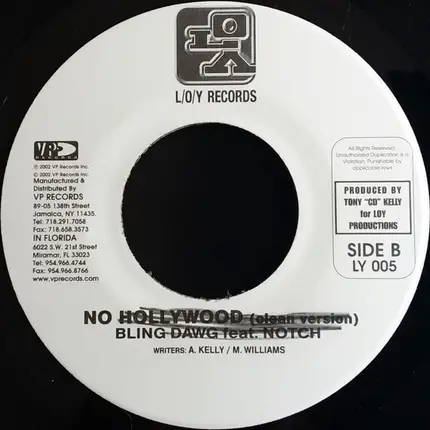 L/O/Y RECORDS
VP
RECORDS
℗ 2002 VP Records Inc.
© 2002 VP Records Inc.
Manufactured &
Distributed By
VP RECORDS
89-05 138th Street
Jamaica, NY 11435.
Tel: 718.291.7058
Fax: 718.658.3573
IN FLORIDA
6022 S.W. 21st Street
Miramar, FL 33023
Tel: 954.966.4744
Fax: 954.966.8766
www.vprecords.com
All Rights Reserved.
Unauthorized Duplication is a
Violation. Punishable by
applicable laws
PRODUCED BY
TONY "CD" KELLY
for LOY
PRODUCTIONS
SIDE B
LY 005
NO HOLLYWOOD (clean version)
BLING DAWG feat. NOTCH
WRITERS: A. KELLY / M. WILLIAMS